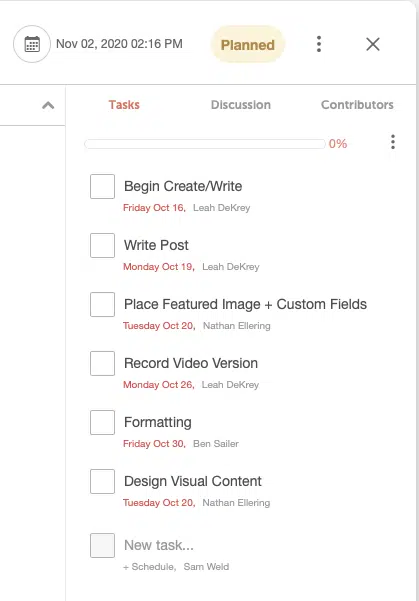 Nov 02, 2020 02:16 PM Planned
Tasks Discussion Contributors
0%
Begin Create/Write
Friday Oct 16, Leah DeKrey
Write Post
Monday Oct 19, Leah DeKrey
Place Featured Image + Custom Fields
Tuesday Oct 20, Nathan Ellering
Record Video Version
Monday Oct 26, Leah DeKrey
Formatting
Friday Oct 30, Ben Sailer
Design Visual Content
Tuesday Oct 20, Nathan Ellering
New task...
+ Schedule, Sam Weld